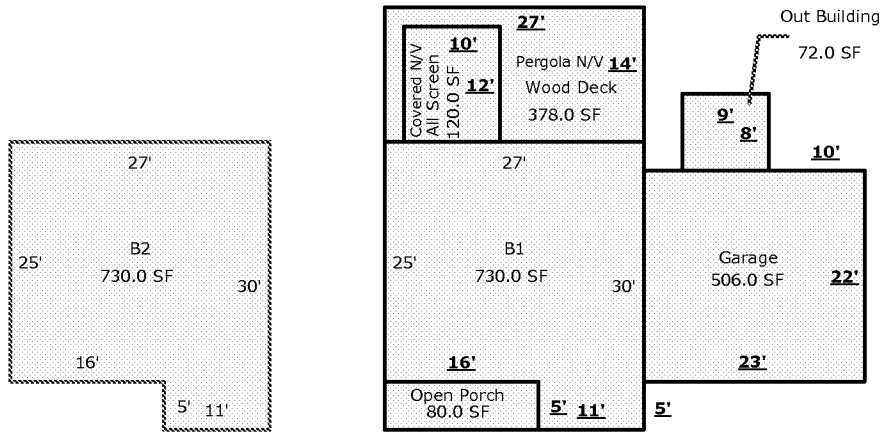 Out Building
72.0 SF
27'
10'
Pergola N/V 14'
Wood Deck
378.0 SF
Covered N/V
All Screen
120.0 SF
12'
9'
8'
10'
27'
B2
730.0 SF
25'
30'
16'
5' 11'
27'
B1
730.0 SF
25'
30'
16'
Open Porch
80.0 SF
5' 11'
5'
Garage
506.0 SF
22'
23'